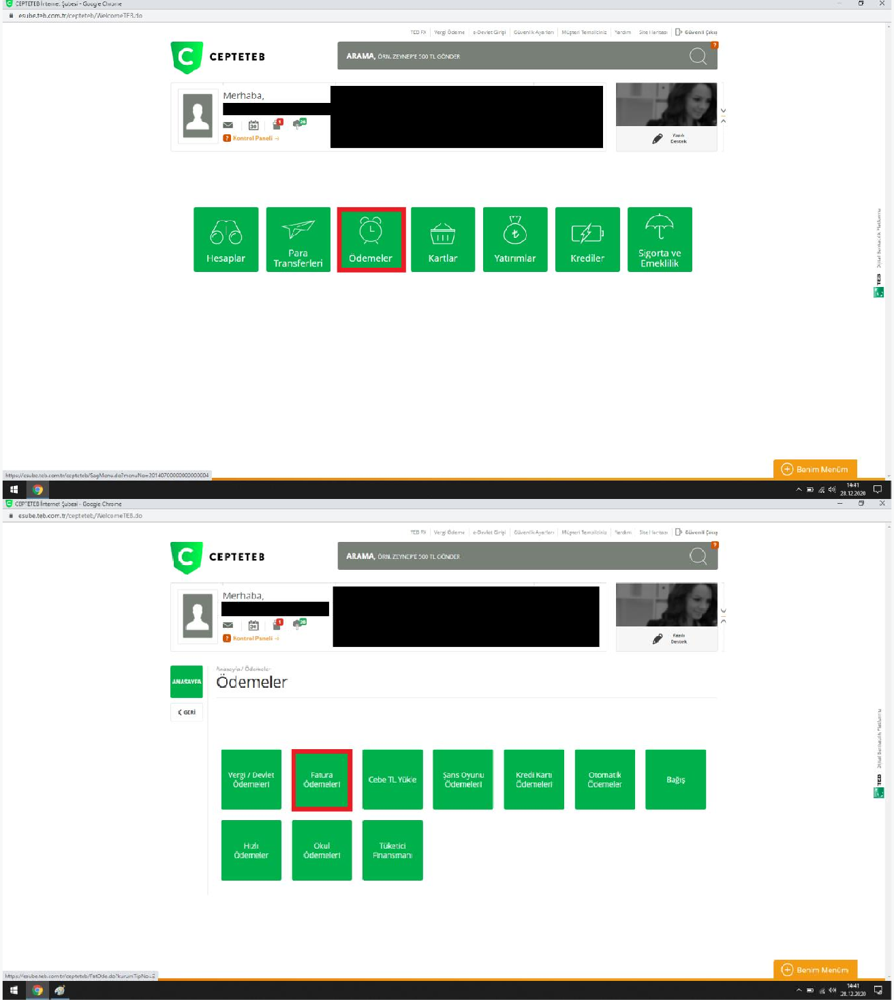 CEPTETEB İnternet Şubesi - Google Chrome
esube.teb.com.tr/cepteteb/WelcomeTEB.do
TEB FX Vergi Ödeme e-Devlet Girişi Güvenlik Ayarları Müşteri Temsilciniz Yardım Site Haritası Güvenli Çıkış
CEPTETEB
ARAMA, ÖRN. ZEYNEP'E 500 TL GÖNDER
?
Merhaba,
30 1 26
? Kontrol Paneli
Yazılı
Destek
Hesaplar
Para
Transferleri
Ödemeler
Kartlar
Yatırımlar
Krediler
Sigorta ve
Emeklilik
TEB Dijital Bankacılık Platformu
Benim Menüm
https://esube.teb.com.tr/cepteteb/SagMenu.do?menuNo=
14:41
28.12.2020
CEPTETEB İnternet Şubesi - Google Chrome
esube.teb.com.tr/cepteteb/WelcomeTEB.do
TEB FX Vergi Ödeme e-Devlet Girişi Güvenlik Ayarları Müşteri Temsilciniz Yardım Site Haritası Güvenli Çıkış
CEPTETEB
ARAMA, ÖRN. ZEYNEP'E 500 TL GÖNDER
?
Merhaba,
30 1 26
? Kontrol Paneli
Yazılı
Destek
ANASAYFA
Anasayfa / Ödemeler
Ödemeler
GERİ
Vergi / Devlet
Ödemeleri
Fatura
Ödemeleri
Cebe TL Yükle
Şans Oyunu
Ödemeleri
Kredi Kartı
Ödemeleri
Otomatik
Ödemeler
Bağış
Hızlı
Ödemeler
Okul
Ödemeleri
Tüketici
Finansmanı
TEB Dijital Bankacılık Platformu
Benim Menüm
https://esube.teb.com.tr/cepteteb/FatOde.do?kurumTipNo=2
14:41
28.12.2020